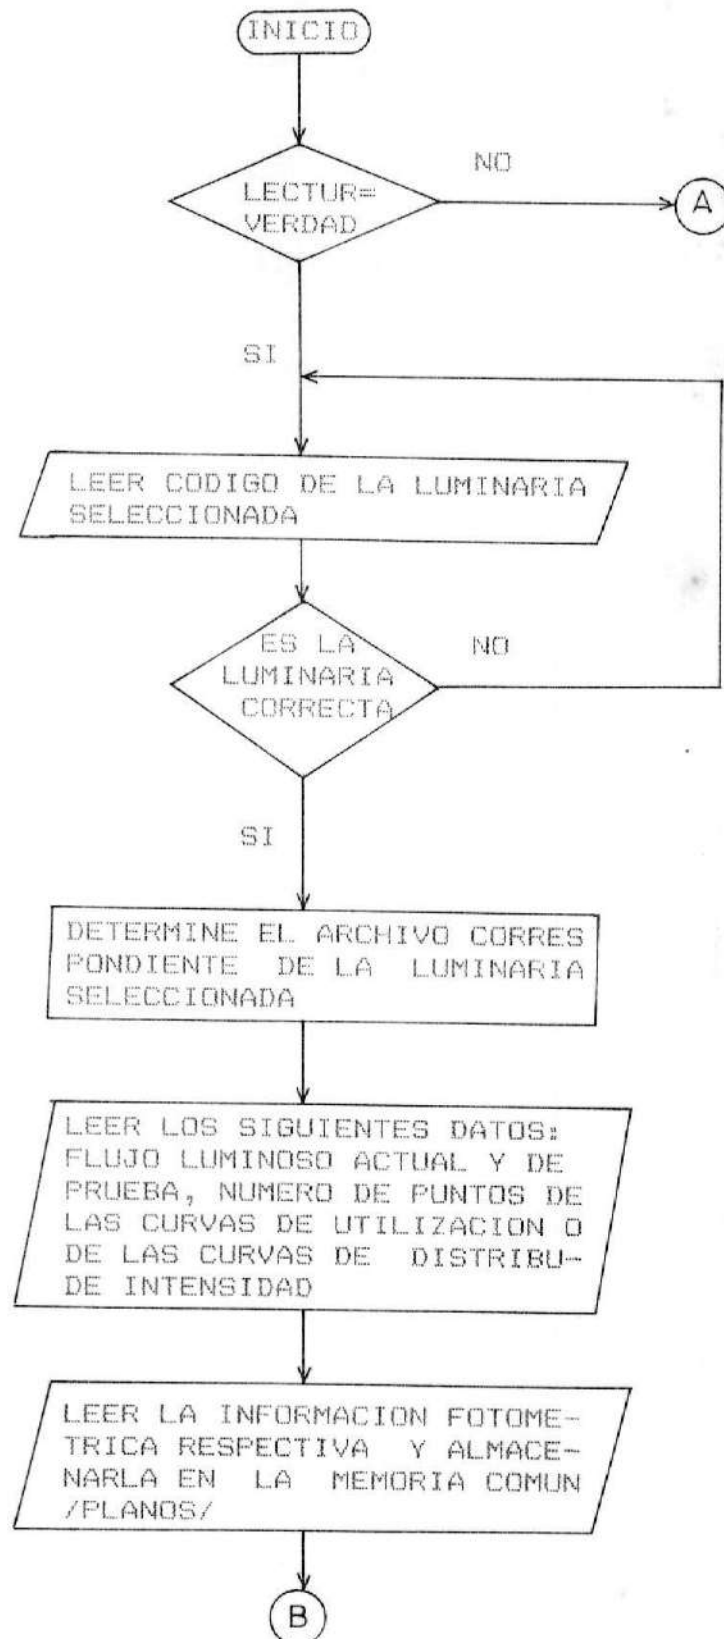 INICIO
NO
LECTUR=
VERDAD
A
SI
LEER CODIGO DE LA LUMINARIA
SELECCIONADA
ES LA
LUMINARIA
CORRECTA
NO
SI
DETERMINE EL ARCHIVO CORRES
PONDIENTE DE LA LUMINARIA
SELECCIONADA
LEER LOS SIGUIENTES DATOS:
FLUJO LUMINOSO ACTUAL Y DE
PRUEBA, NUMERO DE PUNTOS DE
LAS CURVAS DE UTILIZACION O
DE LAS CURVAS DE DISTRIBU-
DE INTENSIDAD
LEER LA INFORMACION FOTOME-
TRICA RESPECTIVA Y ALMACE-
NARLA EN LA MEMORIA COMUN
/PLANOS/
B